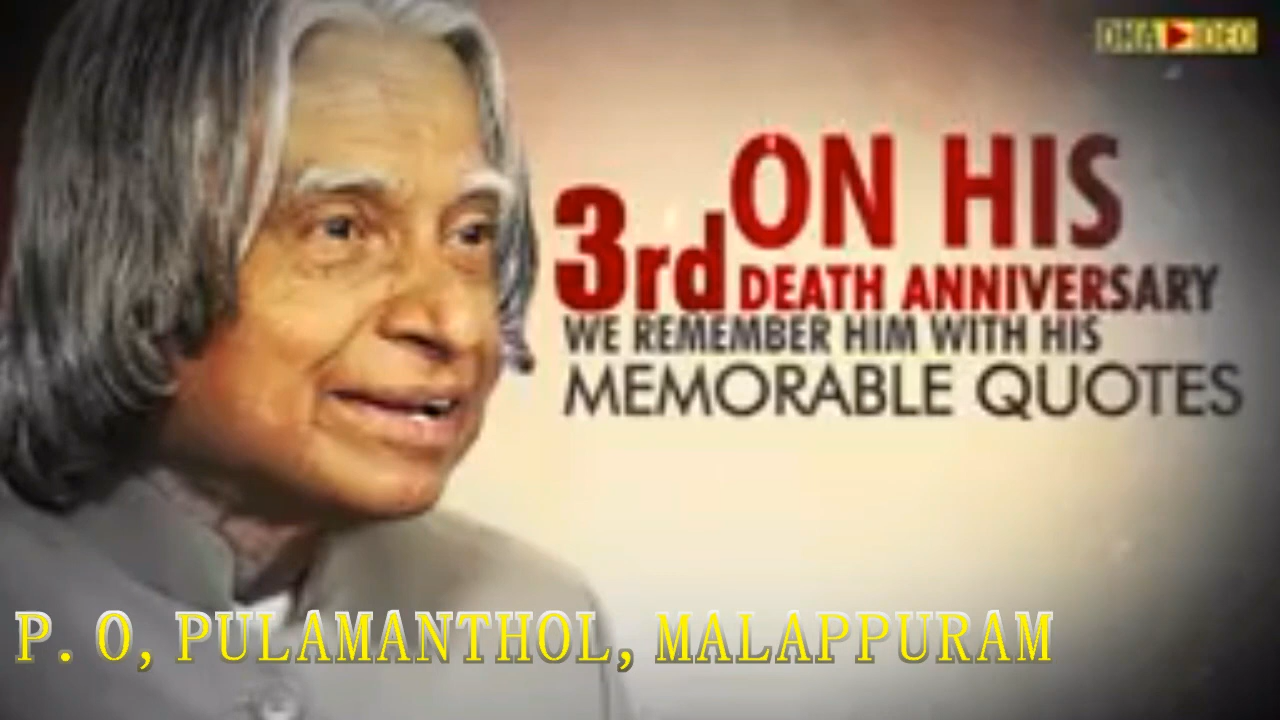 ON HIS
3rd DEATH ANNIVERSARY
WE REMEMBER HIM WITH HIS
MEMORABLE QUOTES
P. O, PULAMANTHOL, MALAPPURAM